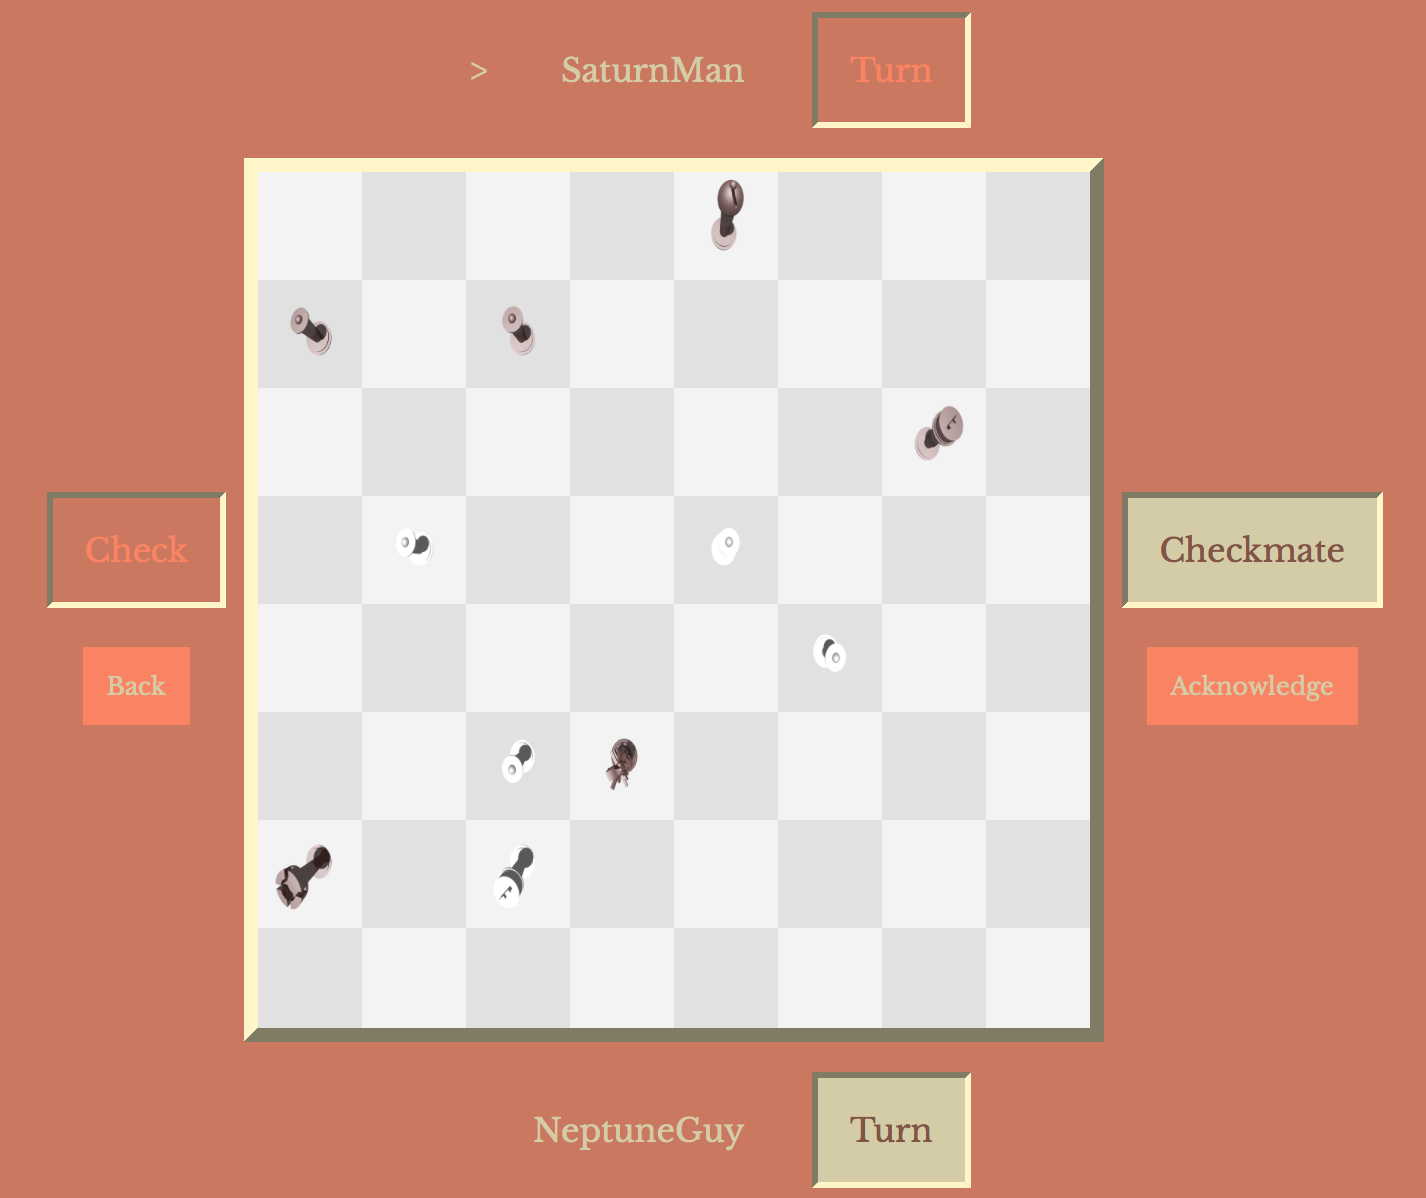 > SaturnMan Turn
Check
Checkmate
Back
Acknowledge
NeptuneGuy Turn